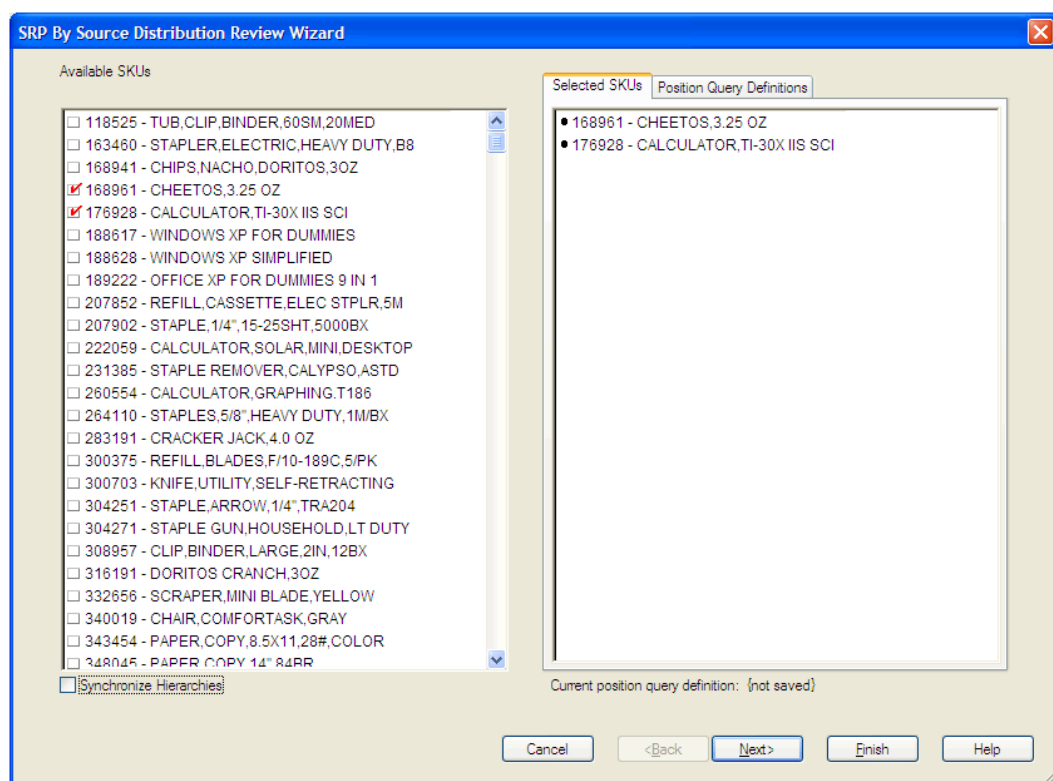 SRP By Source Distribution Review Wizard
Available SKUs
118525 - TUB,CLIP,BINDER,60SM,20MED
163460 - STAPLER,ELECTRIC,HEAVY DUTY,B8
168941 - CHIPS,NACHO,DORITOS,3OZ
168961 - CHEETOS,3.25 OZ
176928 - CALCULATOR,TI-30X IIS SCI
188617 - WINDOWS XP FOR DUMMIES
188628 - WINDOWS XP SIMPLIFIED
189222 - OFFICE XP FOR DUMMIES 9 IN 1
207852 - REFILL,CASSETTE,ELEC STPLR,5M
207902 - STAPLE,1/4",15-25SHT,5000BX
222059 - CALCULATOR,SOLAR,MINI,DESKTOP
231385 - STAPLE REMOVER,CALYPSO,ASTD
260554 - CALCULATOR,GRAPHING.T186
264110 - STAPLES,5/8",HEAVY DUTY,1M/BX
283191 - CRACKER JACK,4.0 OZ
300375 - REFILL,BLADES,F/10-189C,5/PK
300703 - KNIFE,UTILITY,SELF-RETRACTING
304251 - STAPLE,ARROW,1/4",TRA204
304271 - STAPLE GUN,HOUSEHOLD,LT DUTY
308957 - CLIP,BINDER,LARGE,2IN,12BX
316191 - DORITOS CRANCH,3OZ
332656 - SCRAPER,MINI BLADE,YELLOW
340019 - CHAIR,COMFORTASK,GRAY
343454 - PAPER,COPY,8.5X11,28#,COLOR
348045 - PAPER COPY 14" 84BR
Synchronize Hierarchies
Selected SKUs
Position Query Definitions
168961 - CHEETOS,3.25 OZ
176928 - CALCULATOR,TI-30X IIS SCI
Current position query definition: {not saved}
Cancel
<Back
Next>
Finish
Help